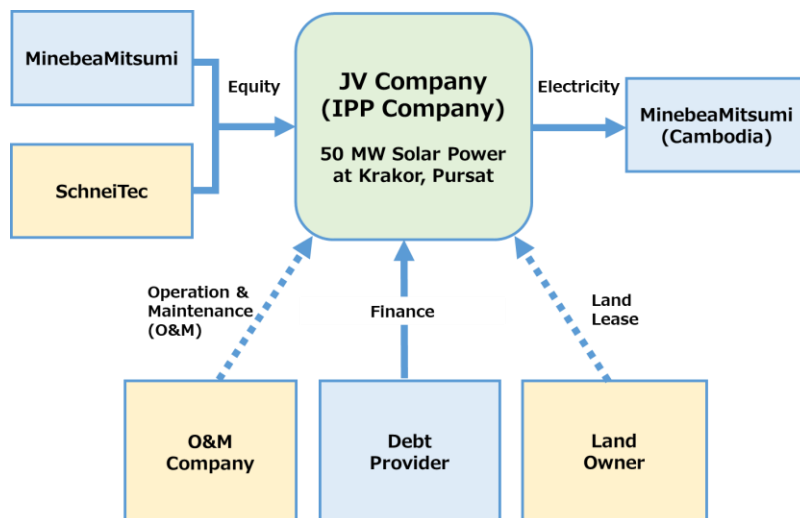 MinebeaMitsumi
SchneiTec
Equity
JV Company
(IPP Company)
50 MW Solar Power
at Krakor, Pursat
Electricity
MinebeaMitsumi
(Cambodia)
Operation &
Maintenance
(O&M)
Finance
Land
Lease
O&M
Company
Debt
Provider
Land
Owner